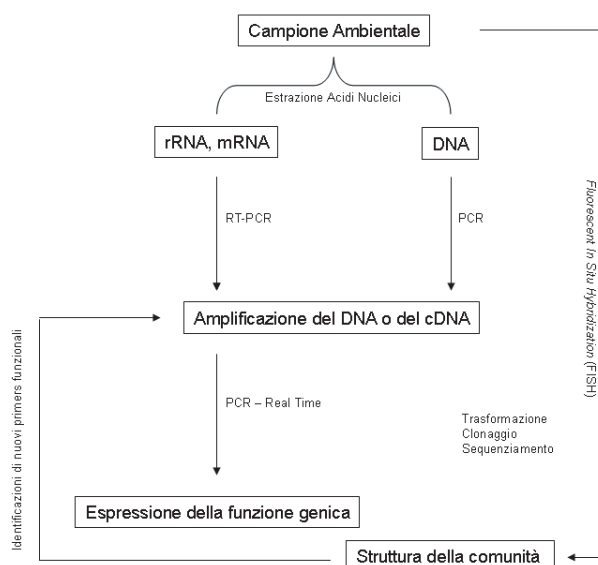 Campione Ambientale
Estrazione Acidi Nucleici
rRNA, mRNA
DNA
RT-PCR
PCR
Fluorescent In Situ Hybridization (FISH)
Amplificazione del DNA o del cDNA
Identificazioni di nuovi primers funzionali
PCR – Real Time
Trasformazione
Clonaggio
Sequenziamento
Espressione della funzione genica
Struttura della comunità